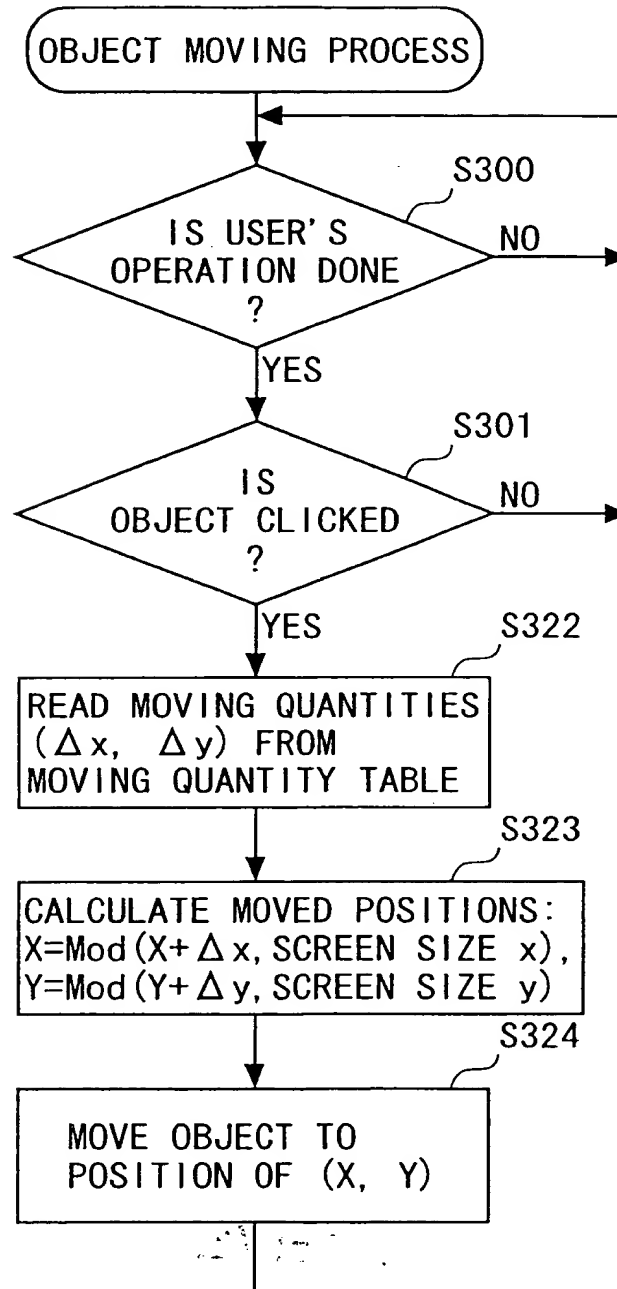 OBJECT MOVING PROCESS
S300
IS USER'S
OPERATION DONE
?
NO
YES
S301
IS
OBJECT CLICKED
?
NO
YES
S322
READ MOVING QUANTITIES
(Δx, Δy) FROM
MOVING QUANTITY TABLE
S323
CALCULATE MOVED POSITIONS:
X=Mod(X+Δx, SCREEN SIZE x),
Y=Mod(Y+Δy, SCREEN SIZE y)
S324
MOVE OBJECT TO
POSITION OF (X, Y)